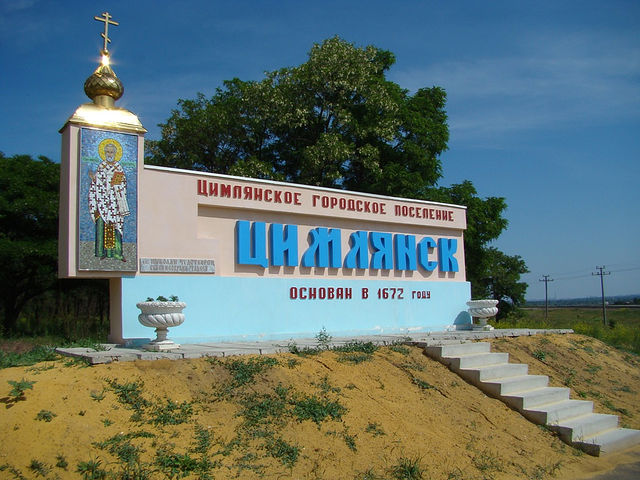 ЦИМЛЯНСКОЕ ГОРОДСКОЕ ПОСЕЛЕНИЕ
ЦИМЛЯНСК
ОСНОВАН В 1672 ГОДУ